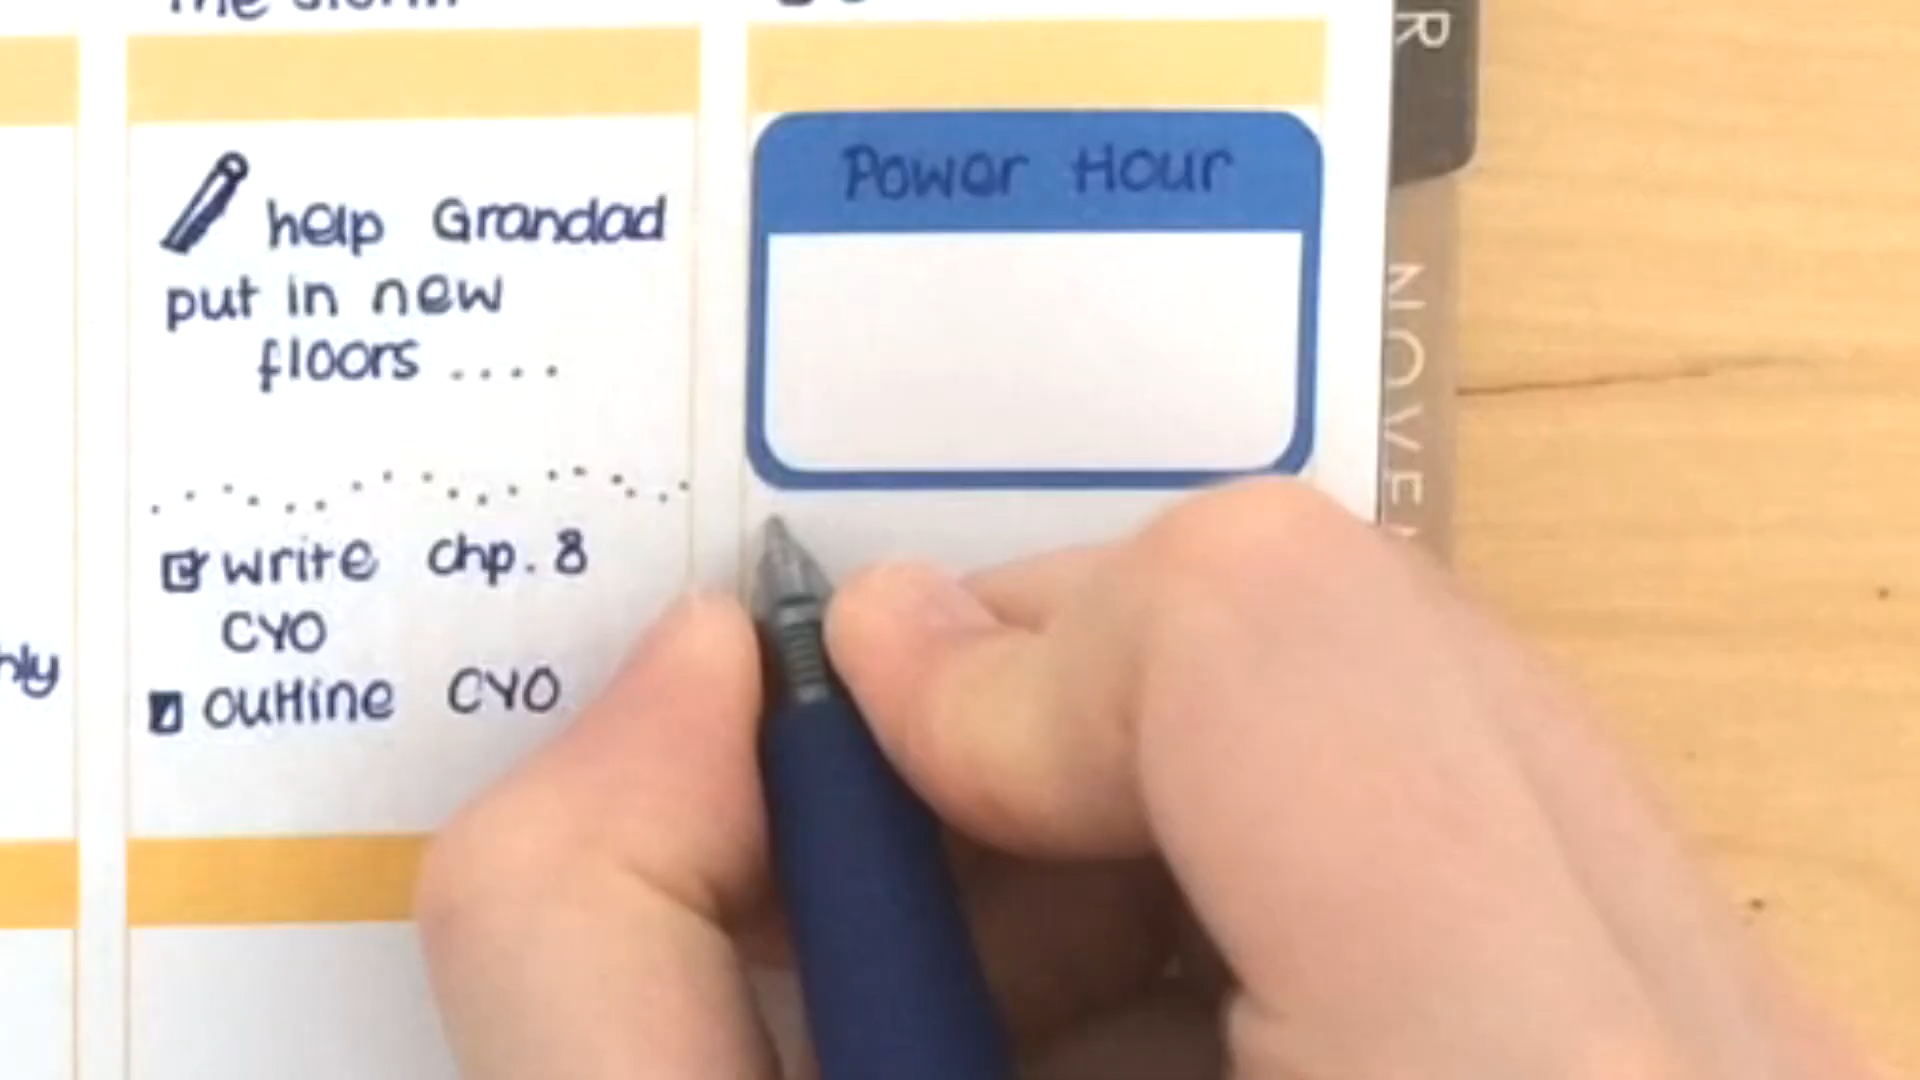 help Grandad
put in new
floors ....
write chp. 8
CYO
outline CYO
Power Hour